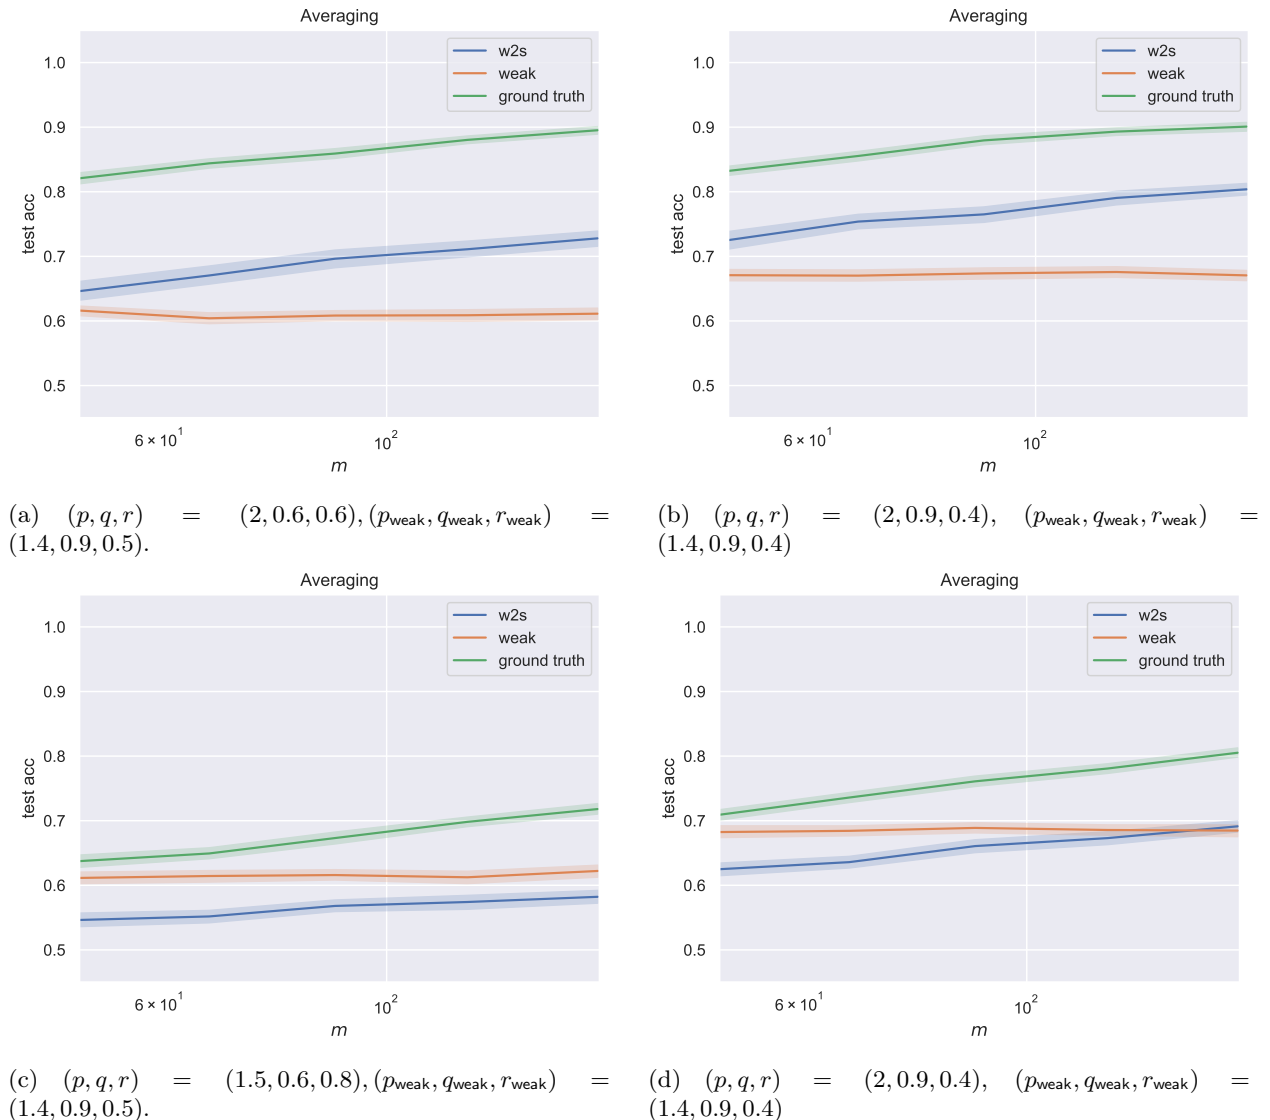 Averaging
w2s
weak
ground truth
1.0
0.9
0.8
0.7
0.6
0.5
test acc
6 × 10^1
10^2
m
Averaging
w2s
weak
ground truth
1.0
0.9
0.8
0.7
0.6
0.5
test acc
6 × 10^1
10^2
m
(a) (p, q, r) = (2, 0.6, 0.6), (p_weak, q_weak, r_weak) =
(1.4, 0.9, 0.5).
(b) (p, q, r) = (2, 0.9, 0.4), (p_weak, q_weak, r_weak) =
(1.4, 0.9, 0.4)
Averaging
w2s
weak
ground truth
1.0
0.9
0.8
0.7
0.6
0.5
test acc
6 × 10^1
10^2
m
Averaging
w2s
weak
ground truth
1.0
0.9
0.8
0.7
0.6
0.5
test acc
6 × 10^1
10^2
m
(c) (p, q, r) = (1.5, 0.6, 0.8), (p_weak, q_weak, r_weak) =
(1.4, 0.9, 0.5).
(d) (p, q, r) = (2, 0.9, 0.4), (p_weak, q_weak, r_weak) =
(1.4, 0.9, 0.4)